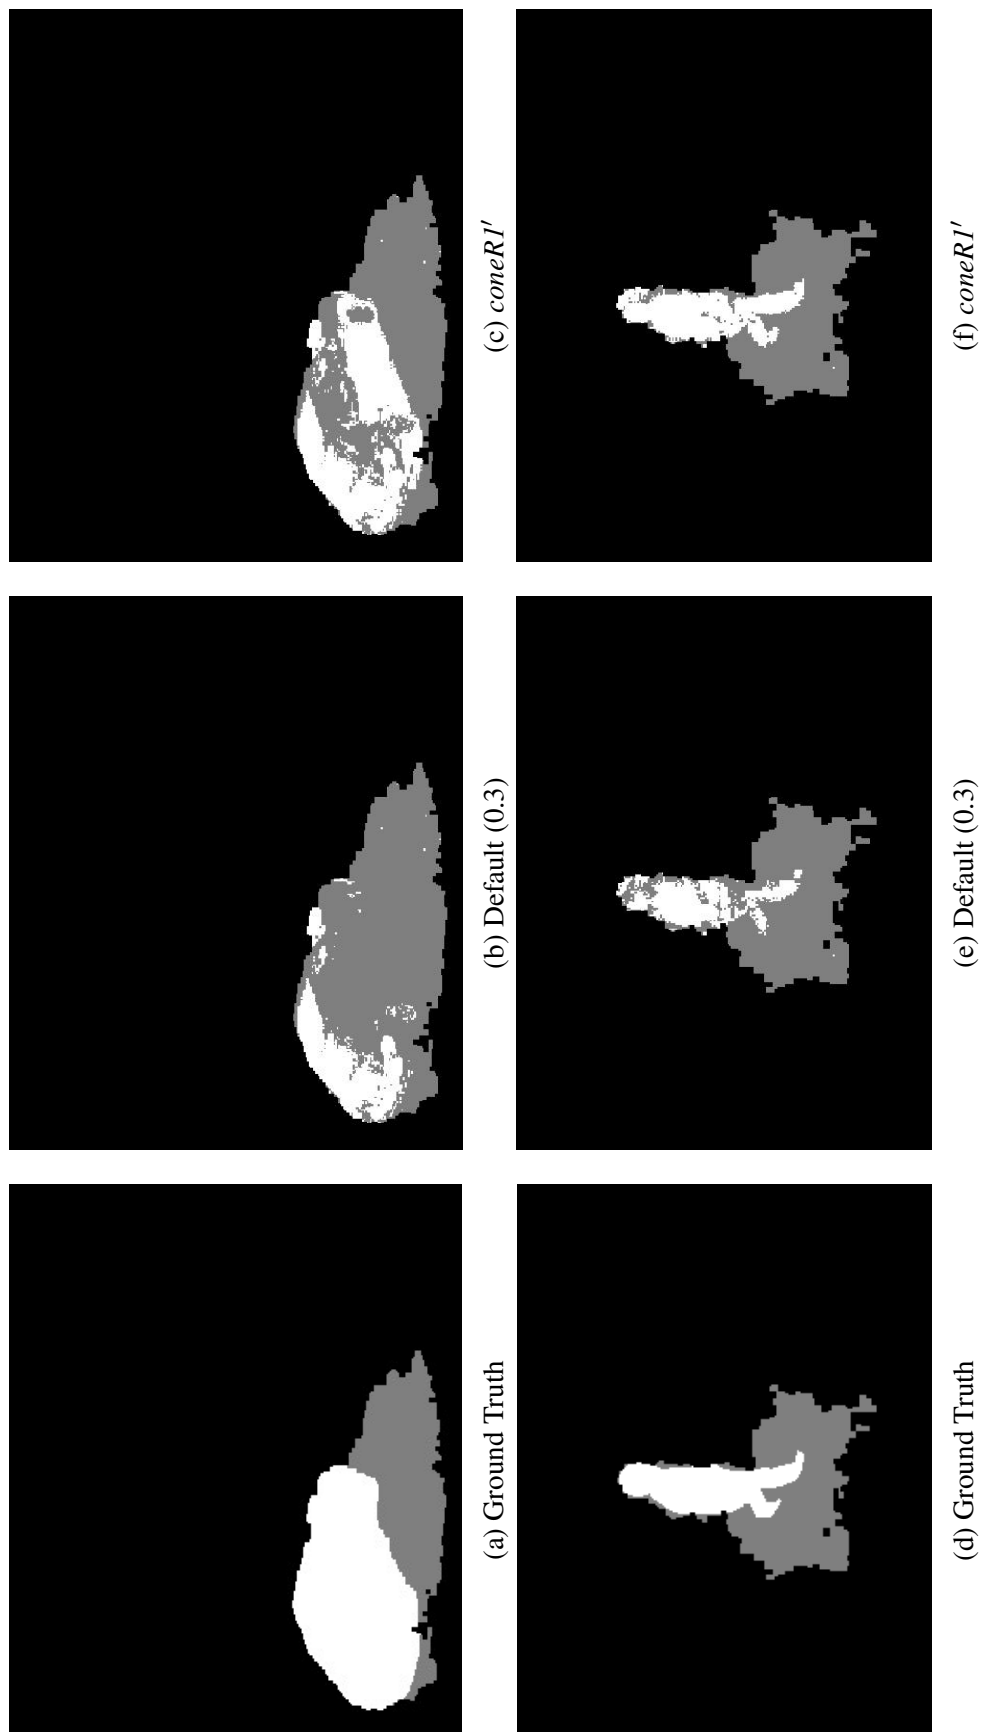 (a) Ground Truth
(b) Default (0.3)
(c) coneR1′
(d) Ground Truth
(e) Default (0.3)
(f) coneR1′